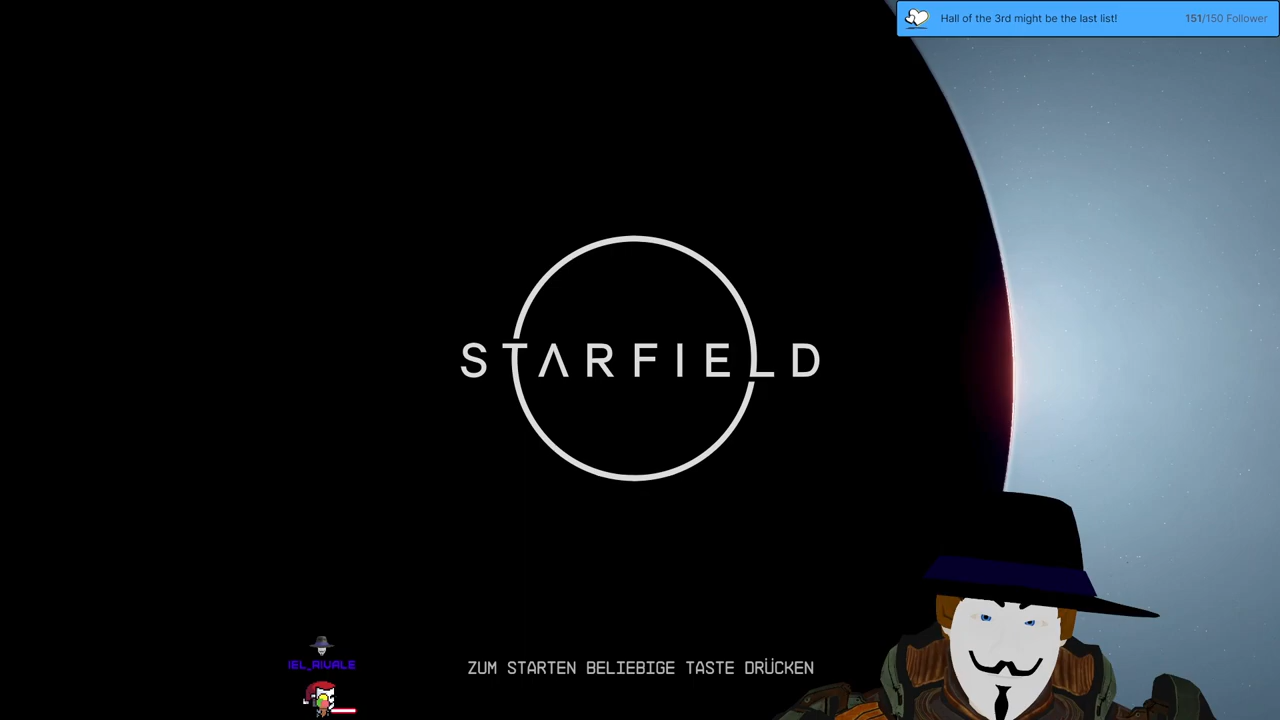 Hall of the 3rd might be the last list! 151/150 Follower
STARFIELD
IEL_RIVALE
ZUM STARTEN BELIEBIGE TASTE DRÜCKEN